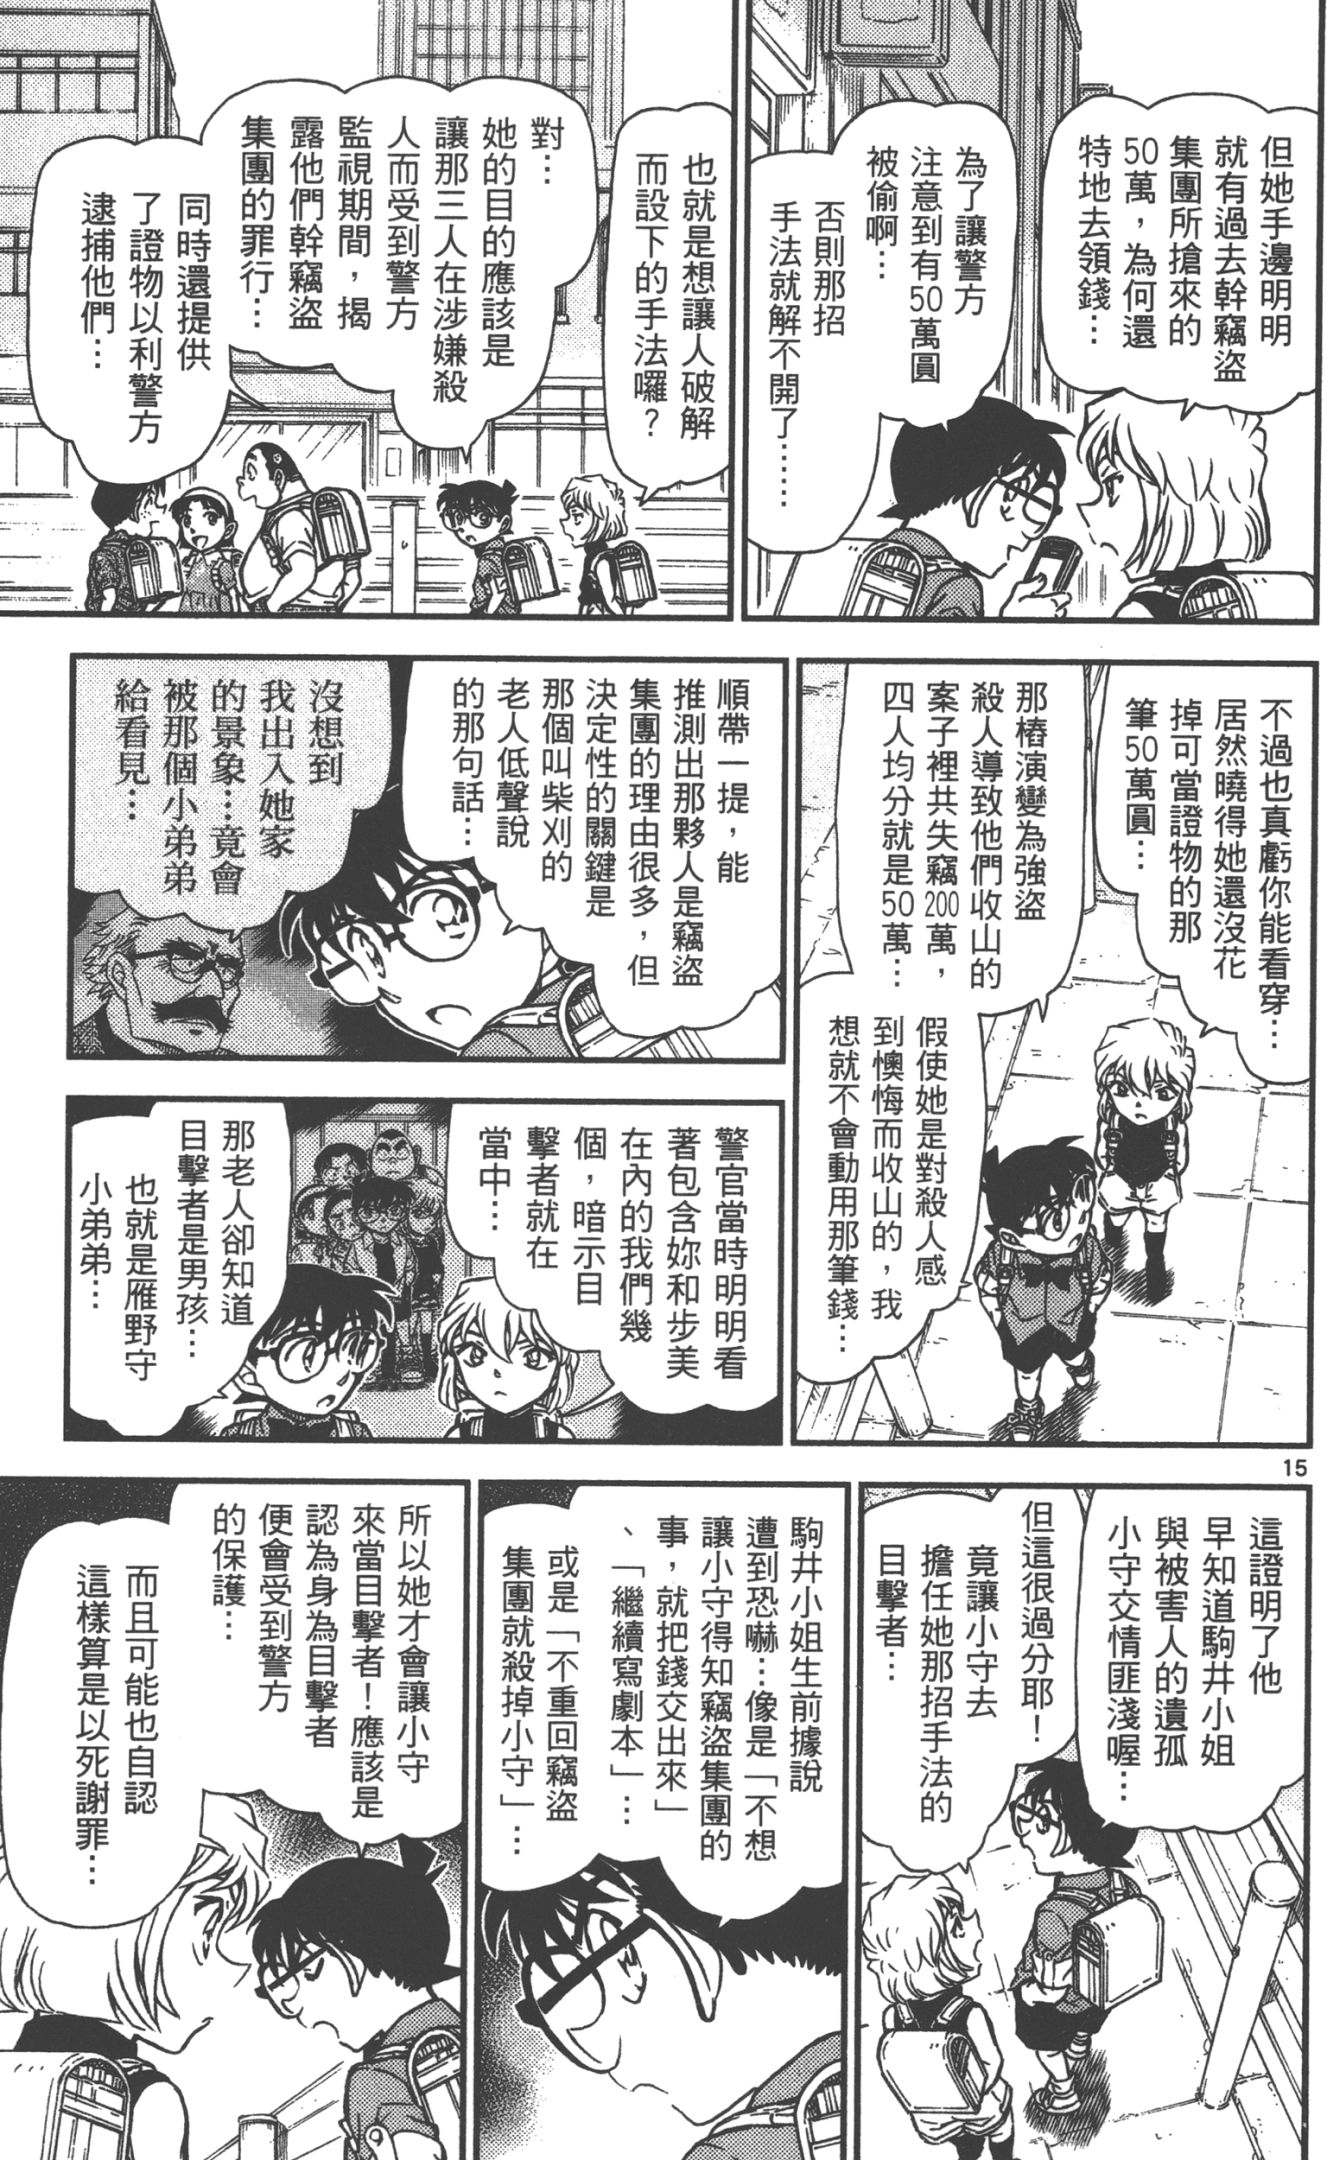 但她手邊明明
就有過去幹竊盜
集團所搶來的
50萬，為何還
特地去領錢…
為了讓警方
注意到有50萬圓
被偷啊…
否則那招
手法就解不開了……
也就是想讓人破解
而設下的手法囉？
對…
她的目的應該是
讓那三人在涉嫌殺
人而受到警方
監視期間，揭
露他們幹竊盜
集團的罪行…
同時還提供
了證物以利警方
逮捕他們…
不過也真虧你能看穿…
居然曉得她還沒花
掉可當證物的那
筆50萬圓…
那樁演變為強盜
殺人導致他們收山的
案子裡共失竊200萬，
四人均分就是50萬…
假使她是對殺人感
到懊悔而收山的，我
想就不會動用那筆錢…
順帶一提，能
推測出那夥人是竊盜
集團的理由很多，但
決定性的關鍵是
那個叫柴刈的
老人低聲說
的那句話…
沒想到
我出入她家
的景象…竟會
被那個小弟弟
給看見…
警官當時明明看
著包含妳和步美
在內的我們幾
個，暗示目
擊者就在
當中…
那老人卻知道
目擊者是男孩…
也就是雁野守
小弟弟…
15
這證明了他
早知道駒井小姐
與被害人的遺孤
小守交情匪淺喔…
但這很過分耶！
竟讓小守去
擔任她那招手法的
目擊者…
駒井小姐生前據說
遭到恐嚇…像是「不想
讓小守得知竊盜集團的
事，就把錢交出來」
、「繼續寫劇本」…
或是「不重回竊盜
集團就殺掉小守」…
所以她才會讓小守
來當目擊者！應該是
認為身為目擊者
便會受到警方
的保護…
而且可能也自認
這樣算是以死謝罪…